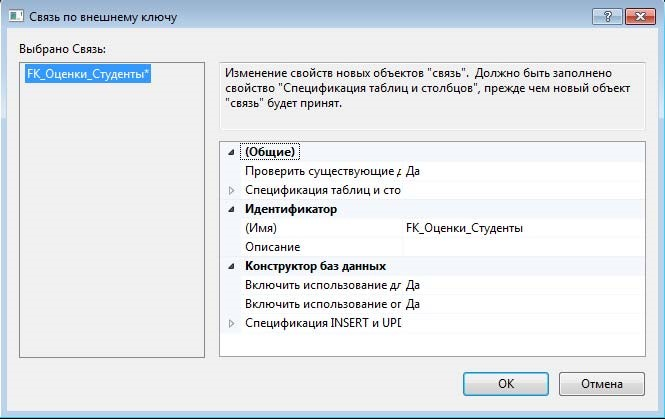 Связь по внешнему ключу
Выбрано Связь:
FK_Оценки_Студенты*
Изменение свойств новых объектов "связь". Должно быть заполнено
свойство "Спецификация таблиц и столбцов", прежде чем новый объект
"связь" будет принят.
(Общие)
Проверить существующие д Да
Спецификация таблиц и сто
Идентификатор
(Имя) FK_Оценки_Студенты
Описание
Конструктор баз данных
Включить использование дл Да
Включить использование ог Да
Спецификация INSERT и UPD
OK Отмена